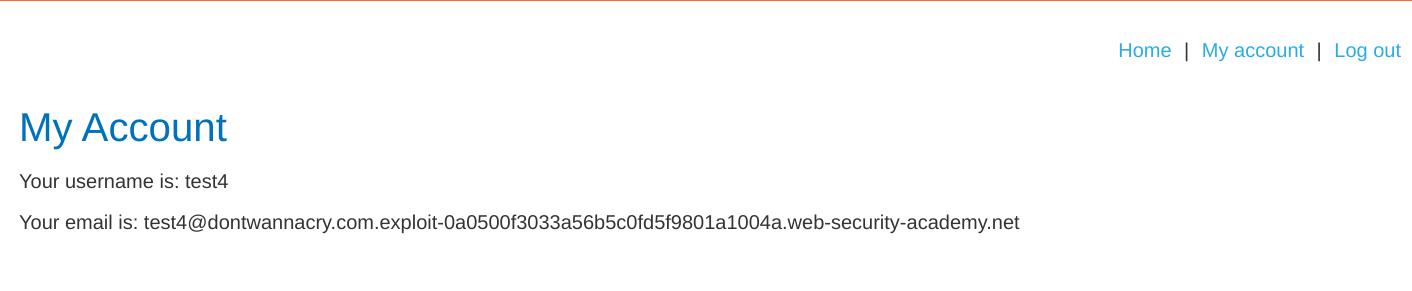 Home | My account | Log out
My Account
Your username is: test4
Your email is: test4@dontwannacry.com.exploit-0a0500f3033a56b5c0fd5f9801a1004a.web-security-academy.net